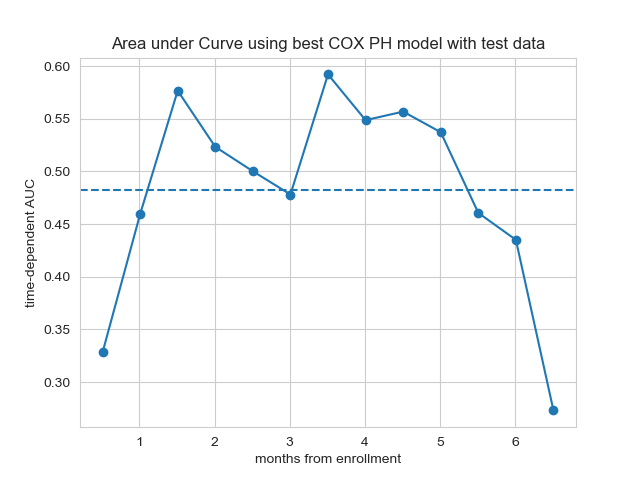 Area under Curve using best COX PH model with test data
time-dependent AUC
0.60
0.55
0.50
0.45
0.40
0.35
0.30
1 2 3 4 5 6
months from enrollment